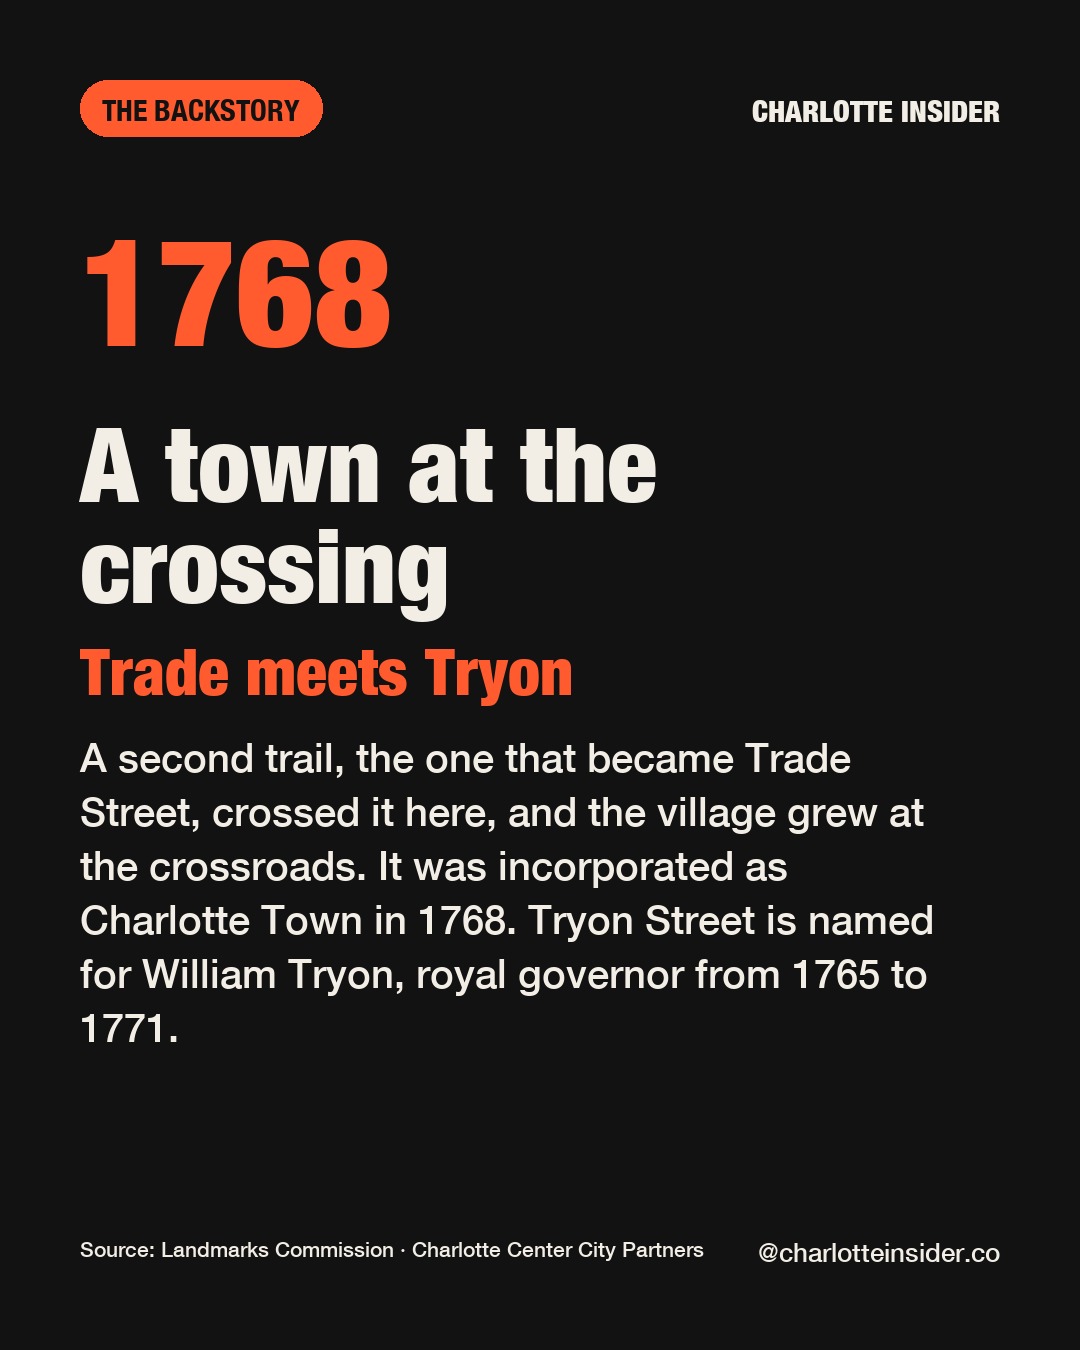 THE BACKSTORY
CHARLOTTE INSIDER
1768
A town at the
crossing
Trade meets Tryon
A second trail, the one that became Trade
Street, crossed it here, and the village grew at
the crossroads. It was incorporated as
Charlotte Town in 1768. Tryon Street is named
for William Tryon, royal governor from 1765 to
1771.
Source: Landmarks Commission · Charlotte Center City Partners
@charlotteinsider.co